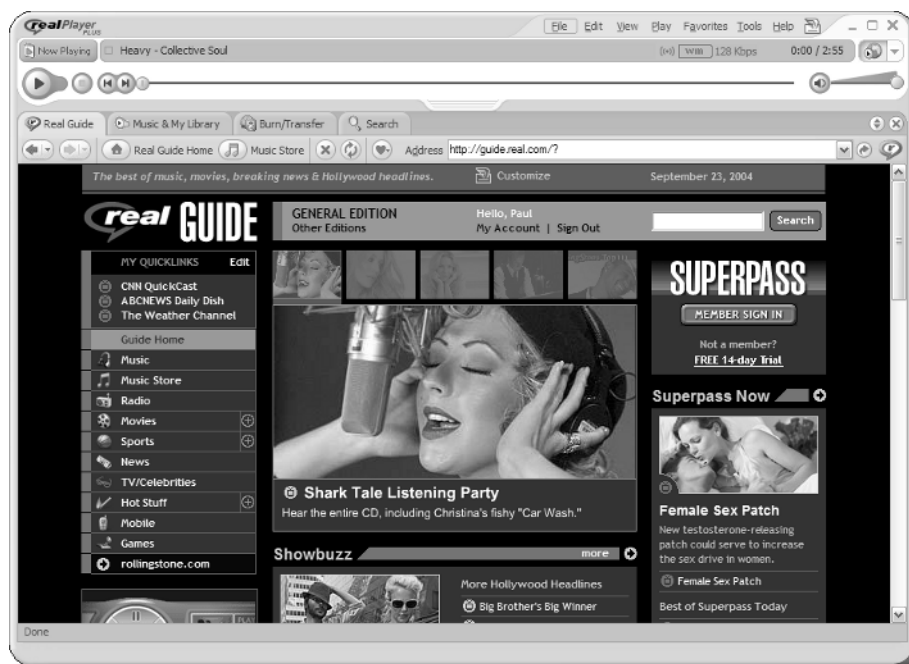 realPlayer
PLUS
File Edit View Play Favorites Tools Help
Now Playing
Heavy - Collective Soul
WM 128 Kbps 0:00 / 2:55
Real Guide Music & My Library Burn/Transfer Search
Real Guide Home Music Store Address http://guide.real.com/?
The best of music, movies, breaking news & Hollywood headlines. Customize September 23, 2004
real GUIDE
GENERAL EDITION
Other Editions
Hello, Paul
My Account | Sign Out
Search
MY QUICKLINKS Edit
CNN QuickCast
ABCNEWS Daily Dish
The Weather Channel
Guide Home
Music
Music Store
Radio
Movies
Sports
News
TV/Celebrities
Hot Stuff
Mobile
Games
rollingstone.com
Shark Tale Listening Party
Hear the entire CD, including Christina's fishy "Car Wash."
Showbuzz more
More Hollywood Headlines
Big Brother's Big Winner
SUPERPASS
MEMBER SIGN IN
Not a member?
FREE 14-day Trial
Superpass Now
Female Sex Patch
New testosterone-releasing
patch could serve to increase
the sex drive in women.
Female Sex Patch
Best of Superpass Today
Done